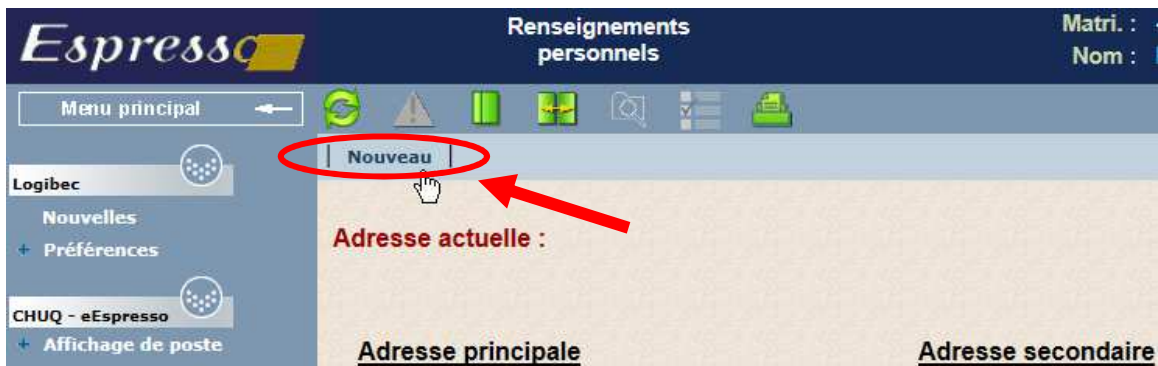 Espresso
Renseignements
personnels
Matri. :
Nom :
Menu principal
Nouveau
Logibec
Nouvelles
+ Préférences
Adresse actuelle :
CHUQ - eEspresso
+ Affichage de poste
Adresse principale
Adresse secondaire